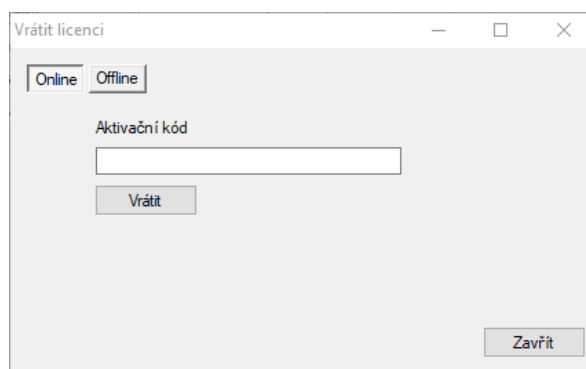 Vrátit licenci
Online Offline
Aktivační kód
Vrátit
Zavřít